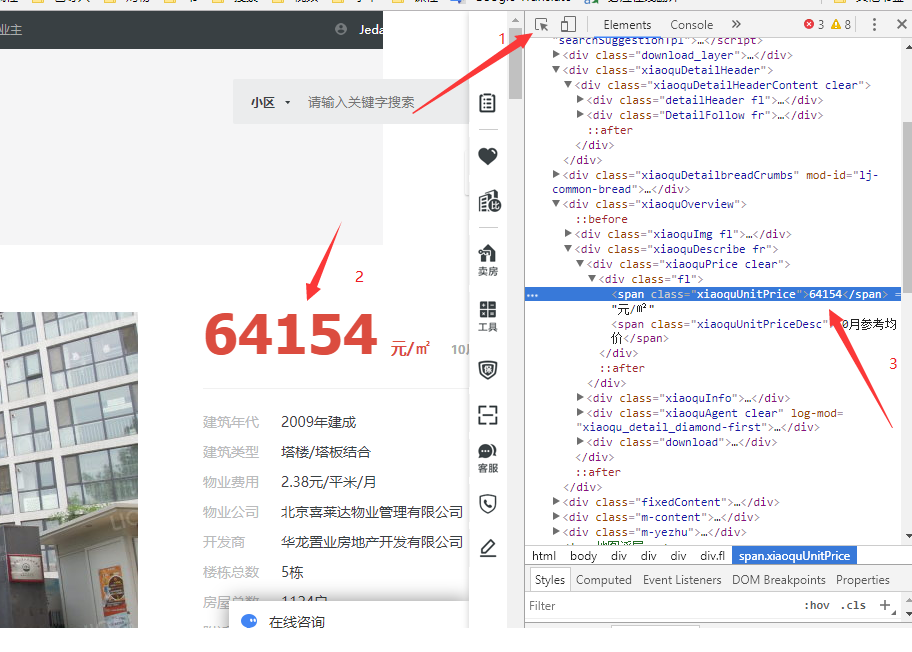 业主
Jeda
小区
请输入关键字搜索
1
2
64154 元/㎡ 10月
建筑年代 2009年建成
建筑类型 塔楼/塔板结合
物业费用 2.38元/平米/月
物业公司 北京喜莱达物业管理有限公司
开发商 华龙置业房地产开发有限公司
楼栋总数 5栋
房屋总数
在线咨询
比
卖房
工具
保
客服
Elements Console » 3 8
"searchSuggestionTpl">…</script>
<div class="download_layer">…</div>
<div class="xiaoquDetailHeader">
<div class="xiaoquDetailHeaderContent clear">
<div class="detailHeader fl">…</div>
<div class="DetailFollow fr">…</div>
::after
</div>
</div>
<div class="xiaoquDetailbreadCrumbs" mod-id="lj-
common-bread">…</div>
<div class="xiaoquOverview">
::before
<div class="xiaoquImg fl">…</div>
<div class="xiaoquDescribe fr">
<div class="xiaoquPrice clear">
<div class="fl">
… <span class="xiaoquUnitPrice">64154</span> =
"元/㎡"
<span class="xiaoquUnitPriceDesc" 0月参考均
价</span>
</div>
::after
</div>
3
<div class="xiaoquInfo">…</div>
<div class="xiaoquAgent clear" log-mod=
"xiaoqu_detail_diamond-first">…</div>
<div class="download">…</div>
</div>
::after
</div>
<div class="fixedContent">…</div>
<div class="m-content">…</div>
<div class="m-yezhu">…</div>
html body div div div div.fl span.xiaoquUnitPrice
Styles Computed Event Listeners DOM Breakpoints Properties
Filter :hov .cls +